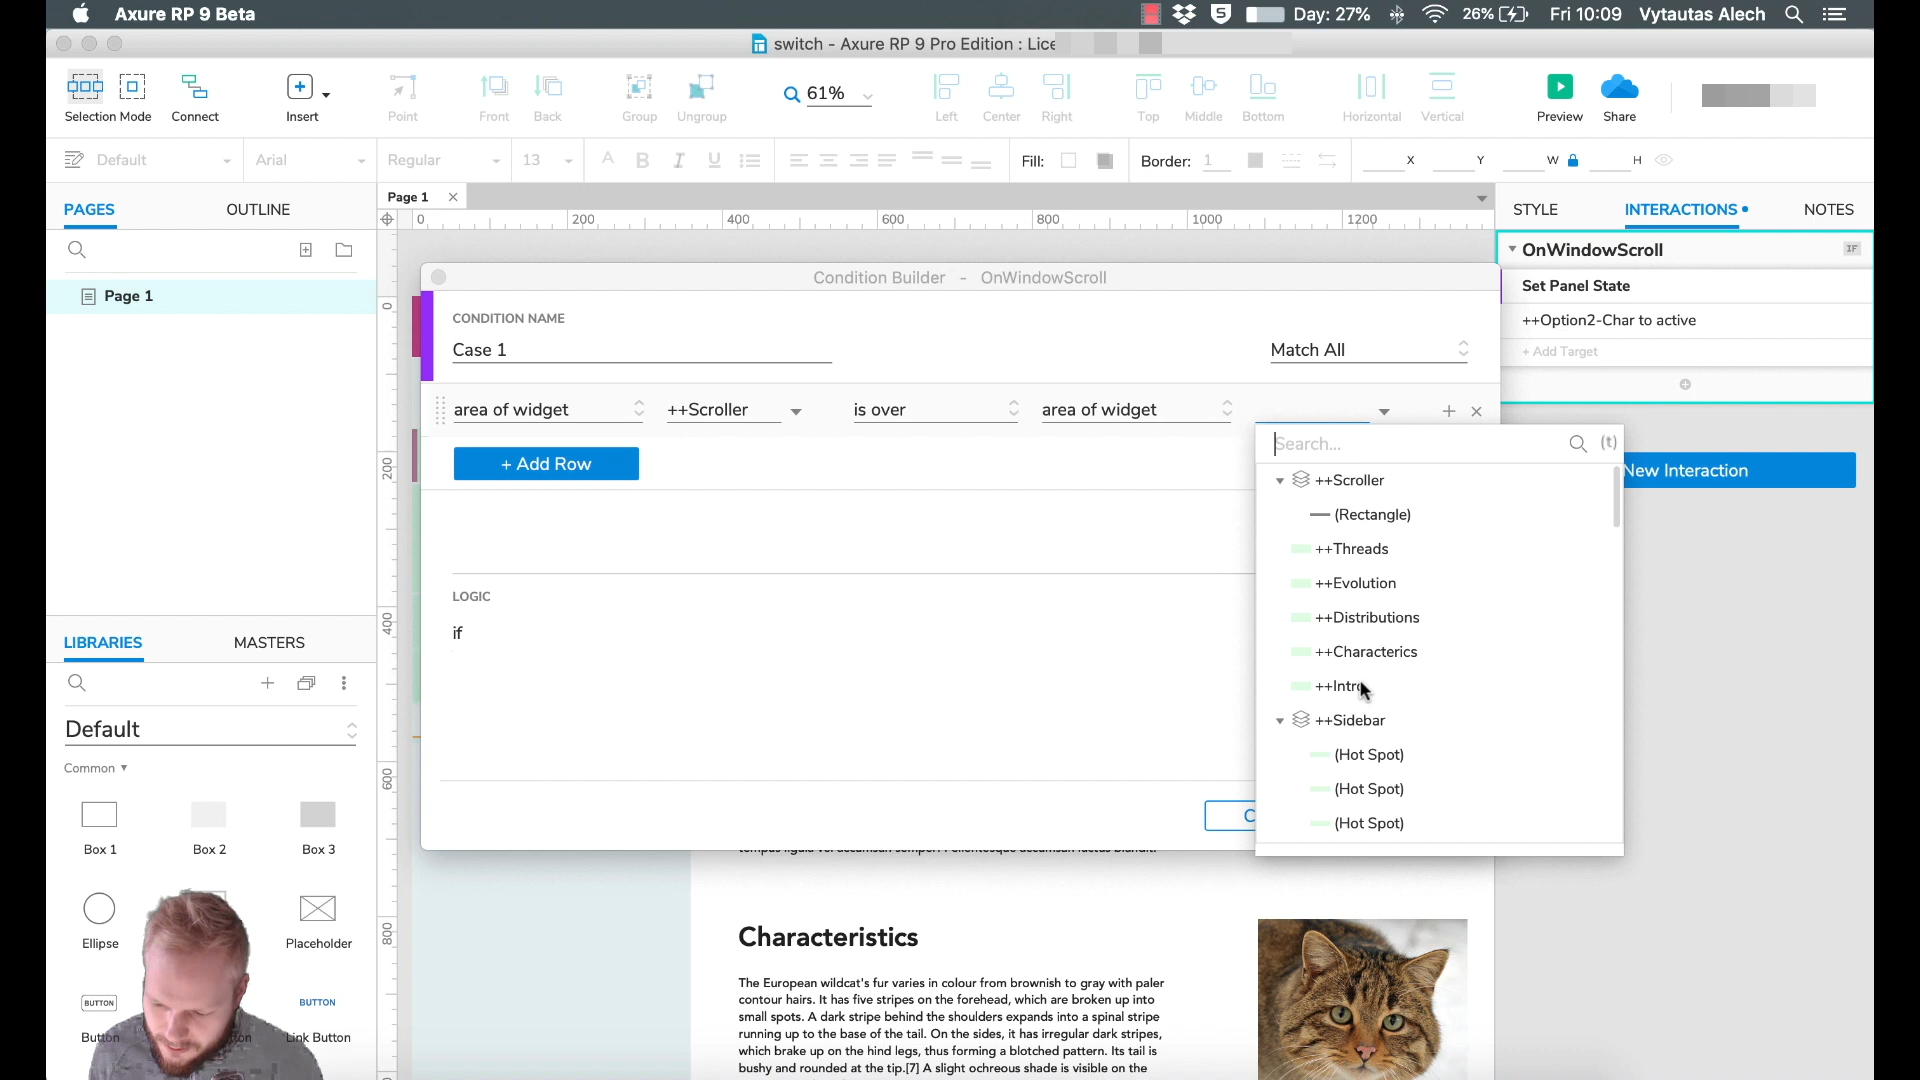 Axure RP 9 Beta
S
Day: 27%
26%
Fri 10:09
Vytautas Alech
switch - Axure RP 9 Pro Edition : Lice
61%
Selection Mode
Connect
Insert
Point
Front
Back
Group
Ungroup
Left
Center
Right
Top
Middle
Bottom
Horizontal
Vertical
Preview
Share
Default
Arial
Regular
13
A
B
I
U
Fill:
Border:
1
X
Y
W
H
PAGES
OUTLINE
Page 1
STYLE
INTERACTIONS
NOTES
0
200
400
600
800
1000
1200
Page 1
OnWindowScroll
IF
Set Panel State
++Option2-Char to active
+ Add Target
New Interaction
Condition Builder - OnWindowScroll
CONDITION NAME
Case 1
Match All
area of widget
++Scroller
is over
area of widget
+ Add Row
LOGIC
if
C
Search...
(t)
++Scroller
(Rectangle)
++Threads
++Evolution
++Distributions
++Characterics
++Intro
++Sidebar
(Hot Spot)
(Hot Spot)
(Hot Spot)
0
200
400
600
800
LIBRARIES
MASTERS
Default
Common
Box 1
Box 2
Box 3
Ellipse
Placeholder
BUTTON
BUTTON
Link Button
Characteristics
The European wildcat's fur varies in colour from brownish to gray with paler
contour hairs. It has five stripes on the forehead, which are broken up into
small spots. A dark stripe behind the shoulders expands into a spinal stripe
running up to the base of the tail. On the sides, it has irregular dark stripes,
which brake up on the hind legs, thus forming a blotched pattern. Its tail is
bushy and rounded at the tip.[7] A slight ochreous shade is visible on the